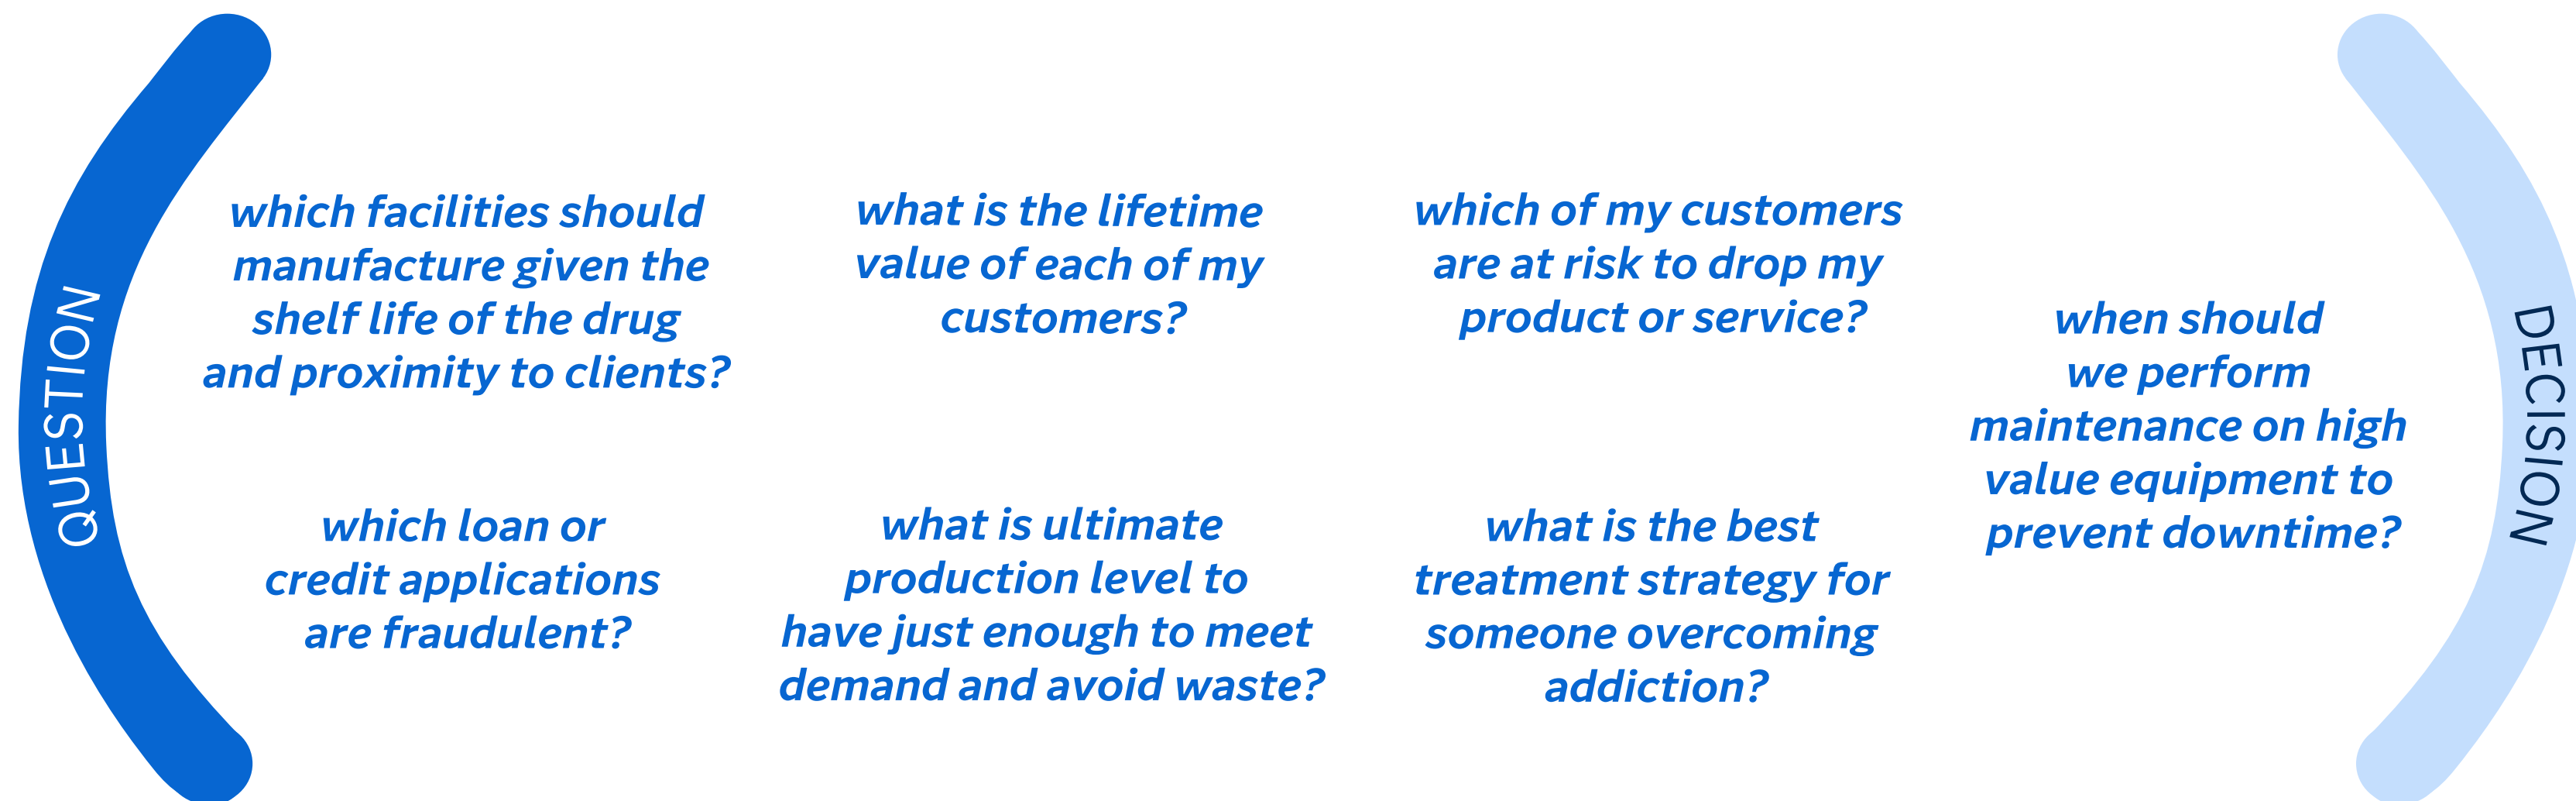 QUESTION
which facilities should
manufacture given the
shelf life of the drug
and proximity to clients?
what is the lifetime
value of each of my
customers?
which of my customers
are at risk to drop my
product or service?
which loan or
credit applications
are fraudulent?
what is ultimate
production level to
have just enough to meet
demand and avoid waste?
what is the best
treatment strategy for
someone overcoming
addiction?
when should
we perform
maintenance on high
value equipment to
prevent downtime?
DECISION